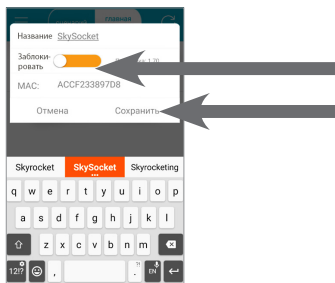 главная
Название SkySocket
Заблоки-
ровать
MAC: ACCF233897D8
Отмена Сохранить
Skyrocket SkySocket Skyrocketing
q w e r t y u i o p
a s d f g h j k l
z x c v b n m
12!? , . ?! EN